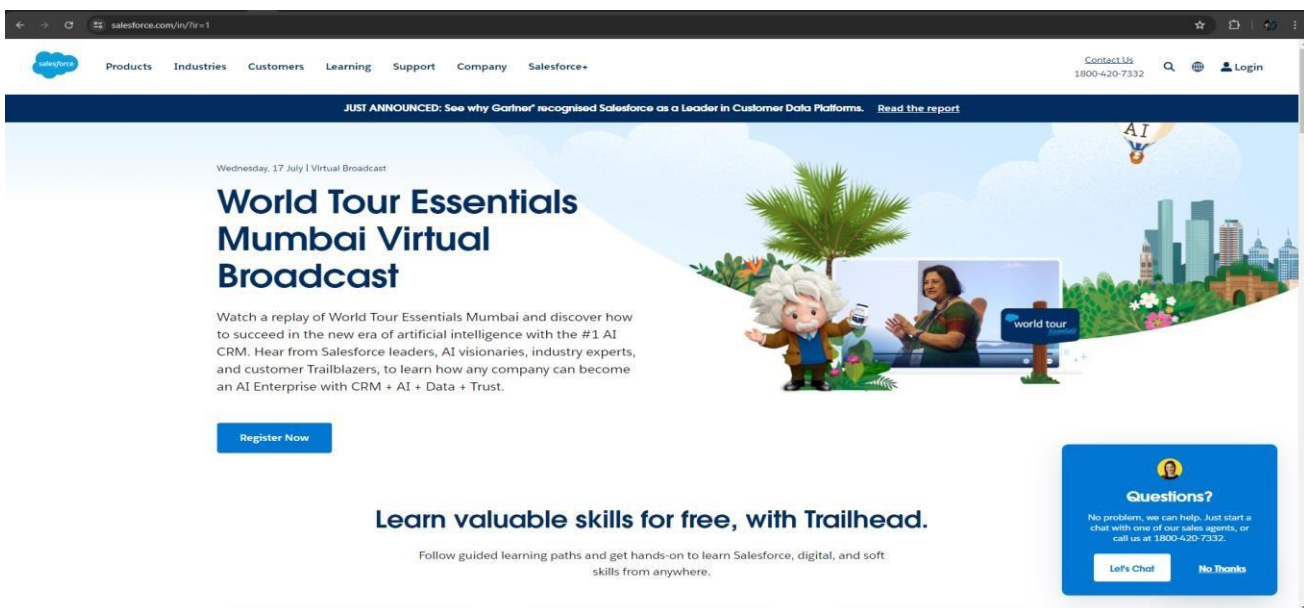 salesforce.com/in/?ir=1
salesforce
Products Industries Customers Learning Support Company Salesforce+
Contact Us
1800-420-7332
Login
JUST ANNOUNCED: See why Gartner® recognised Salesforce as a Leader in Customer Data Platforms. Read the report
Wednesday, 17 July | Virtual Broadcast
World Tour Essentials
Mumbai Virtual
Broadcast
Watch a replay of World Tour Essentials Mumbai and discover how
to succeed in the new era of artificial intelligence with the #1 AI
CRM. Hear from Salesforce leaders, AI visionaries, industry experts,
and customer Trailblazers, to learn how any company can become
an AI Enterprise with CRM + AI + Data + Trust.
Register Now
AI
world tour
Learn valuable skills for free, with Trailhead.
Follow guided learning paths and get hands-on to learn Salesforce, digital, and soft
skills from anywhere.
Questions?
No problem, we can help. Just start a
chat with one of our sales agents, or
call us at 1800-420-7332.
Let's Chat No Thanks